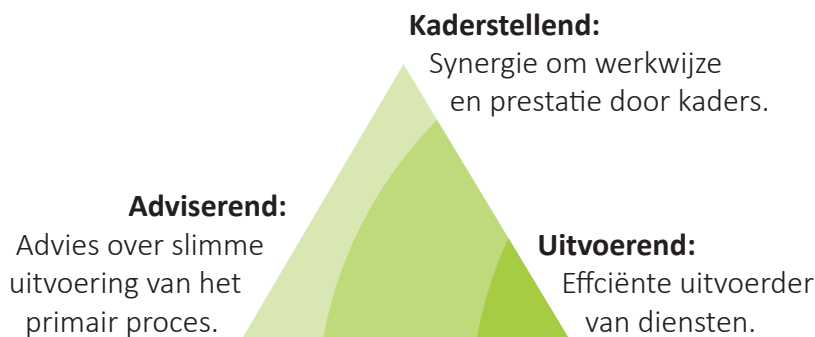 Kaderstellend:
Synergie om werkwijze
en prestatie door kaders.
Adviserend:
Advies over slimme
uitvoering van het
primair proces.
Uitvoerend:
Effciënte uitvoerder
van diensten.